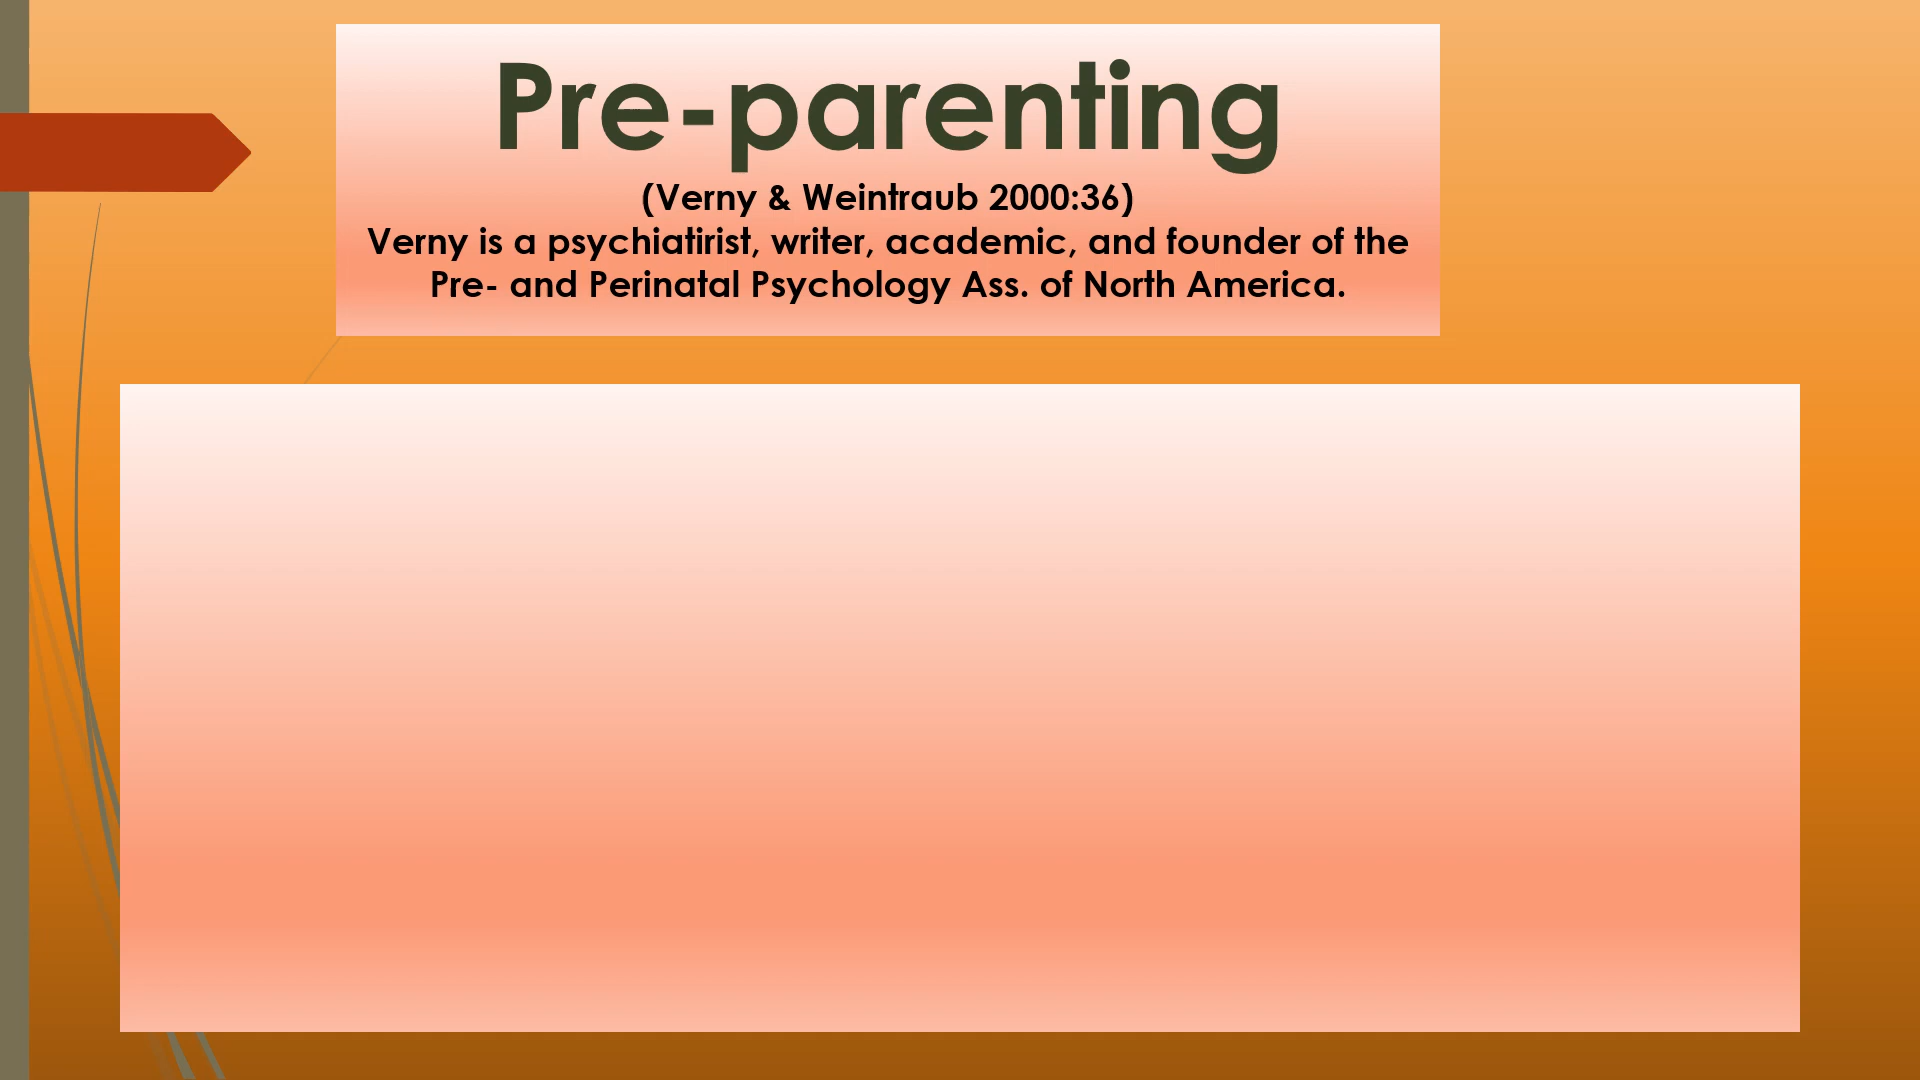 Pre-parenting
(Verny & Weintraub 2000:36)
Verny is a psychiatirist, writer, academic, and founder of the
Pre- and Perinatal Psychology Ass. of North America.